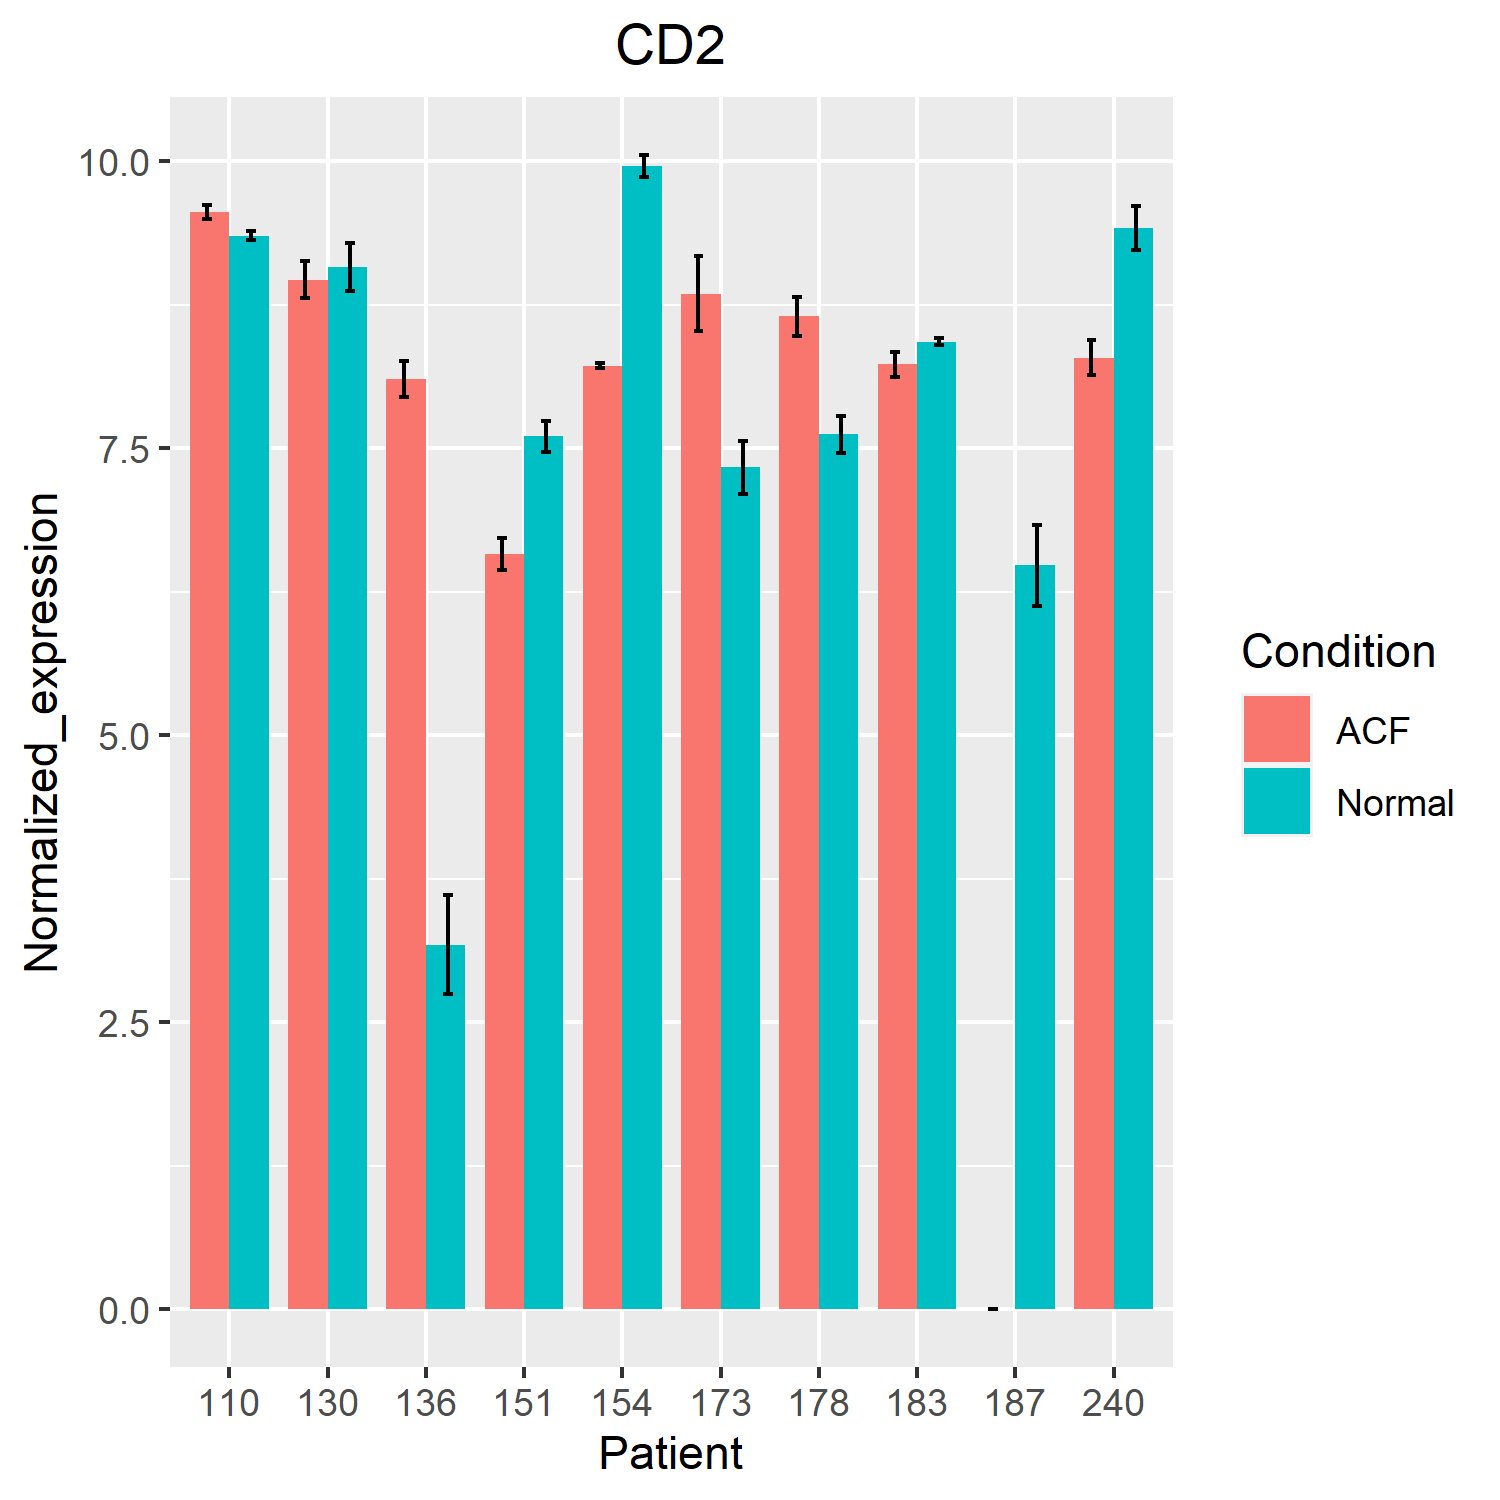 CD2
Normalized_expression
10.0
7.5
5.0
2.5
0.0
110 130 136 151 154 173 178 183 187 240
Patient
Condition
ACF
Normal